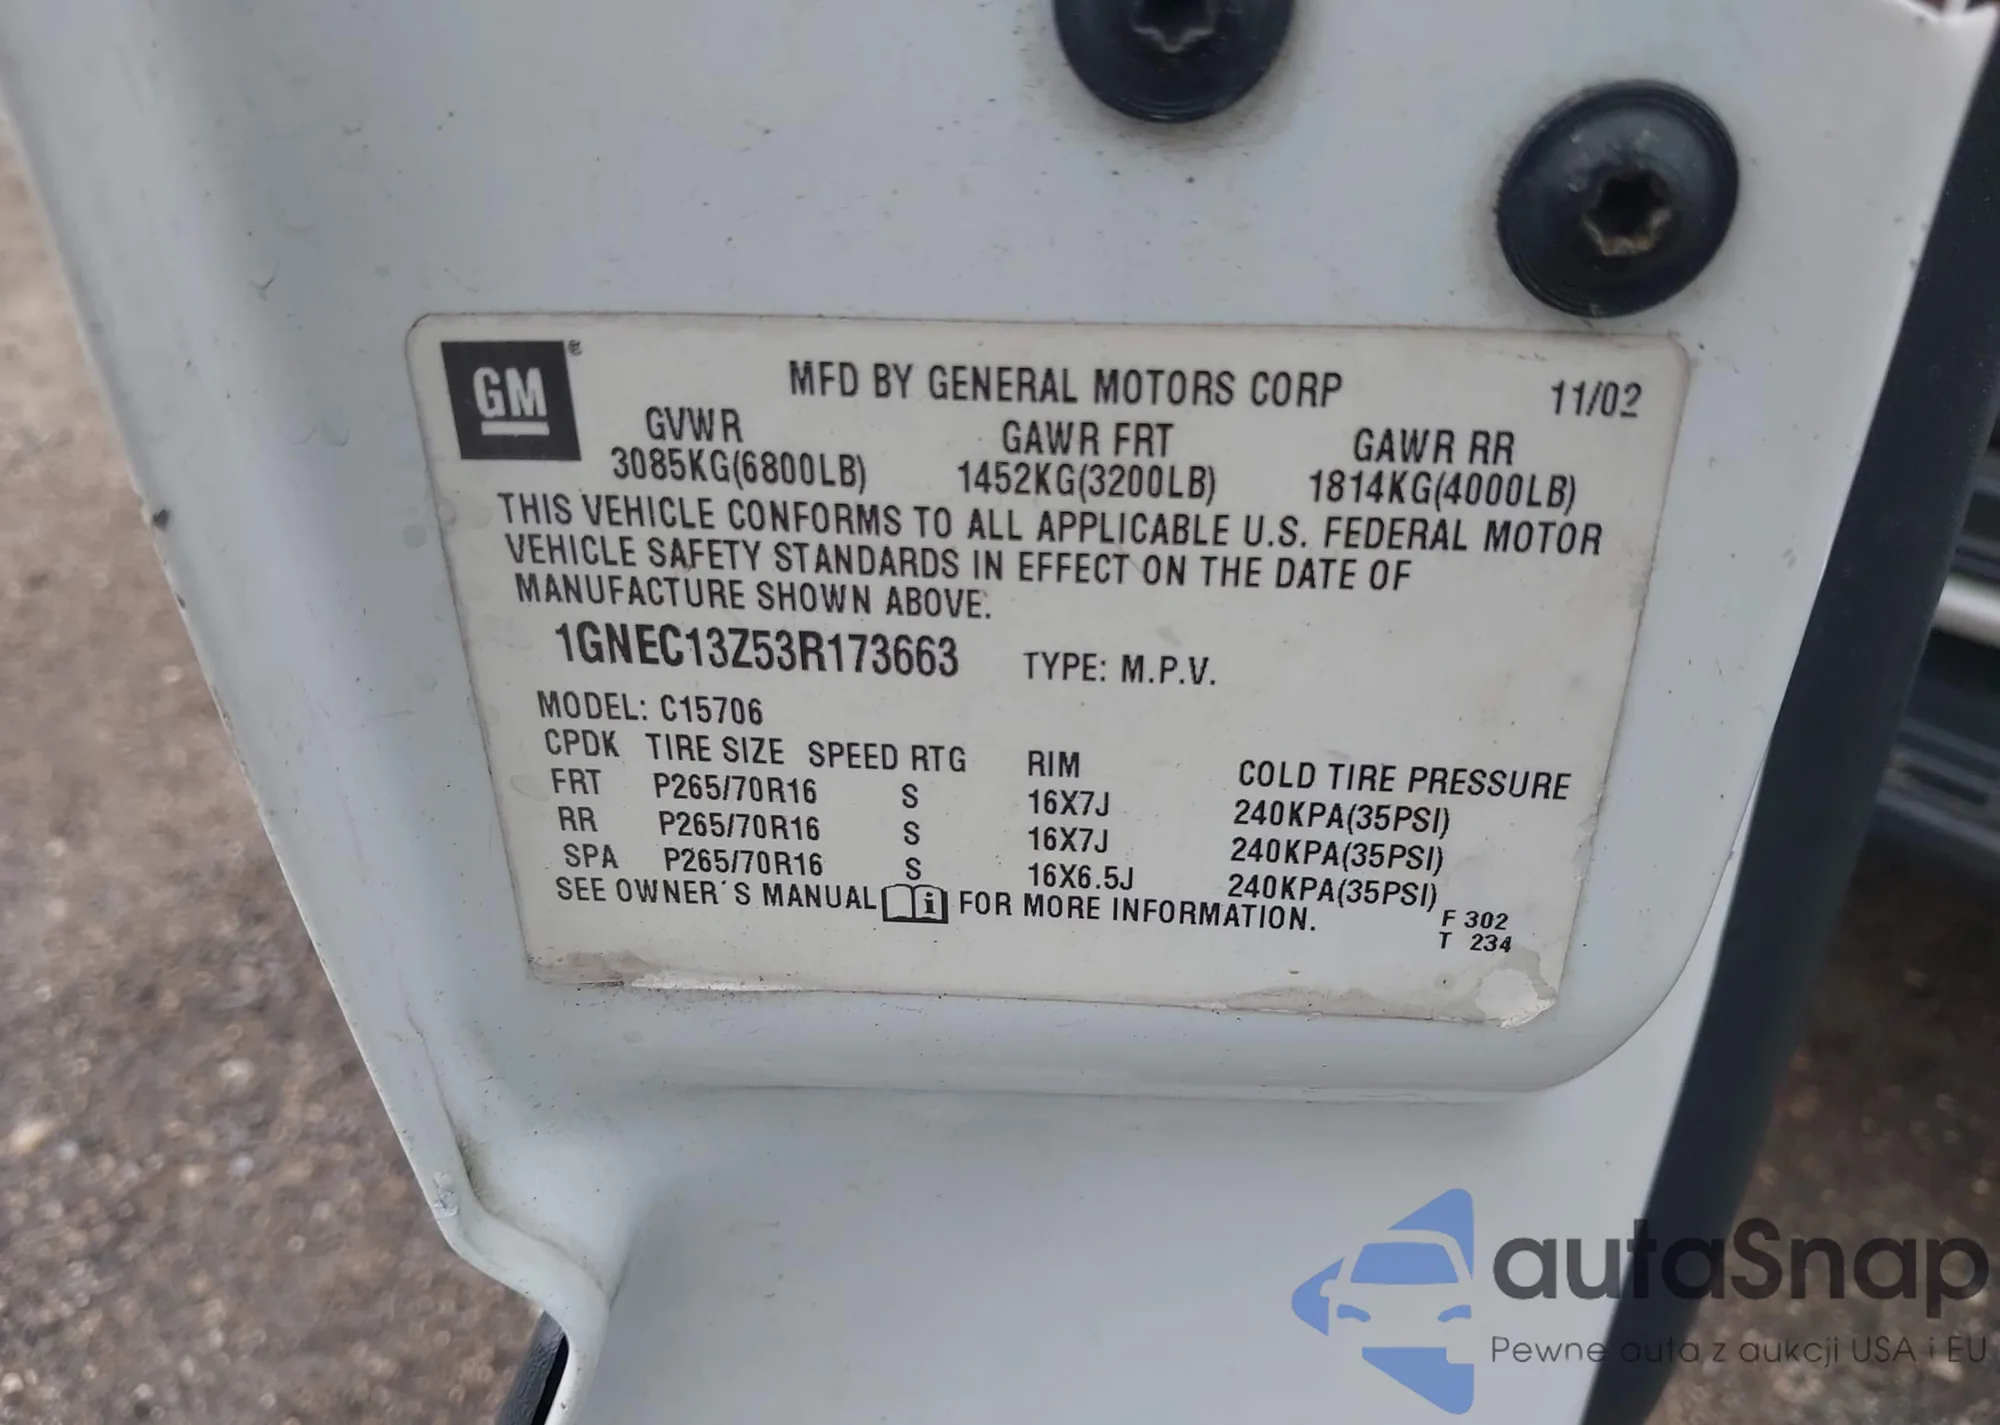 GM®
MFD BY GENERAL MOTORS CORP 11/02
GVWR GAWR FRT GAWR RR
3085KG(6800LB) 1452KG(3200LB) 1814KG(4000LB)
THIS VEHICLE CONFORMS TO ALL APPLICABLE U.S. FEDERAL MOTOR
VEHICLE SAFETY STANDARDS IN EFFECT ON THE DATE OF
MANUFACTURE SHOWN ABOVE.
1GNEC13Z53R173663 TYPE: M.P.V.
MODEL: C15706
CPDK TIRE SIZE SPEED RTG RIM COLD TIRE PRESSURE
FRT P265/70R16 S 16X7J 240KPA(35PSI)
RR P265/70R16 S 16X7J 240KPA(35PSI)
SPA P265/70R16 S 16X6.5J 240KPA(35PSI)
SEE OWNER'S MANUAL i FOR MORE INFORMATION.
F 302
T 234
autaSnap
Pewne auta z aukcji USA i EU